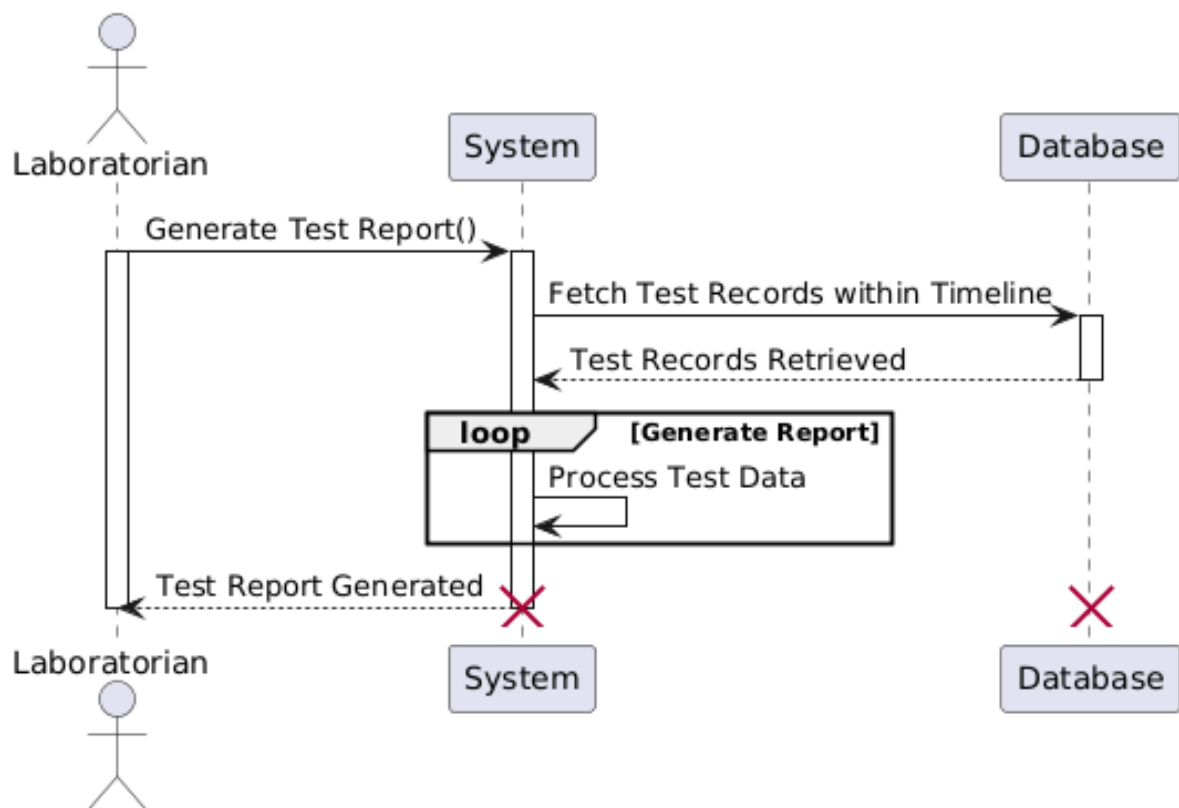 Laboratorian
System
Database
Generate Test Report()
Fetch Test Records within Timeline
Test Records Retrieved
loop
[Generate Report]
Process Test Data
Test Report Generated
Laboratorian
System
Database